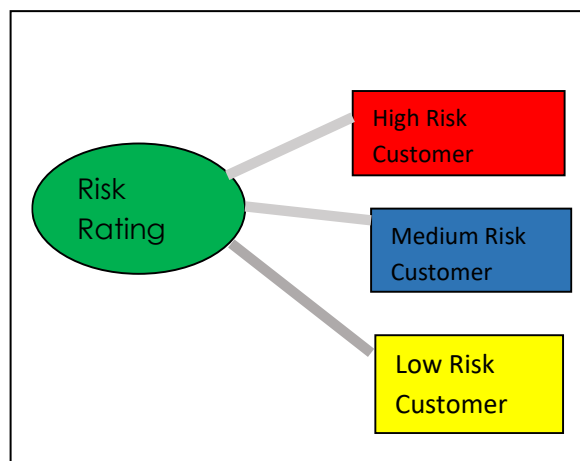 Risk
Rating
High Risk
Customer
Medium Risk
Customer
Low Risk
Customer